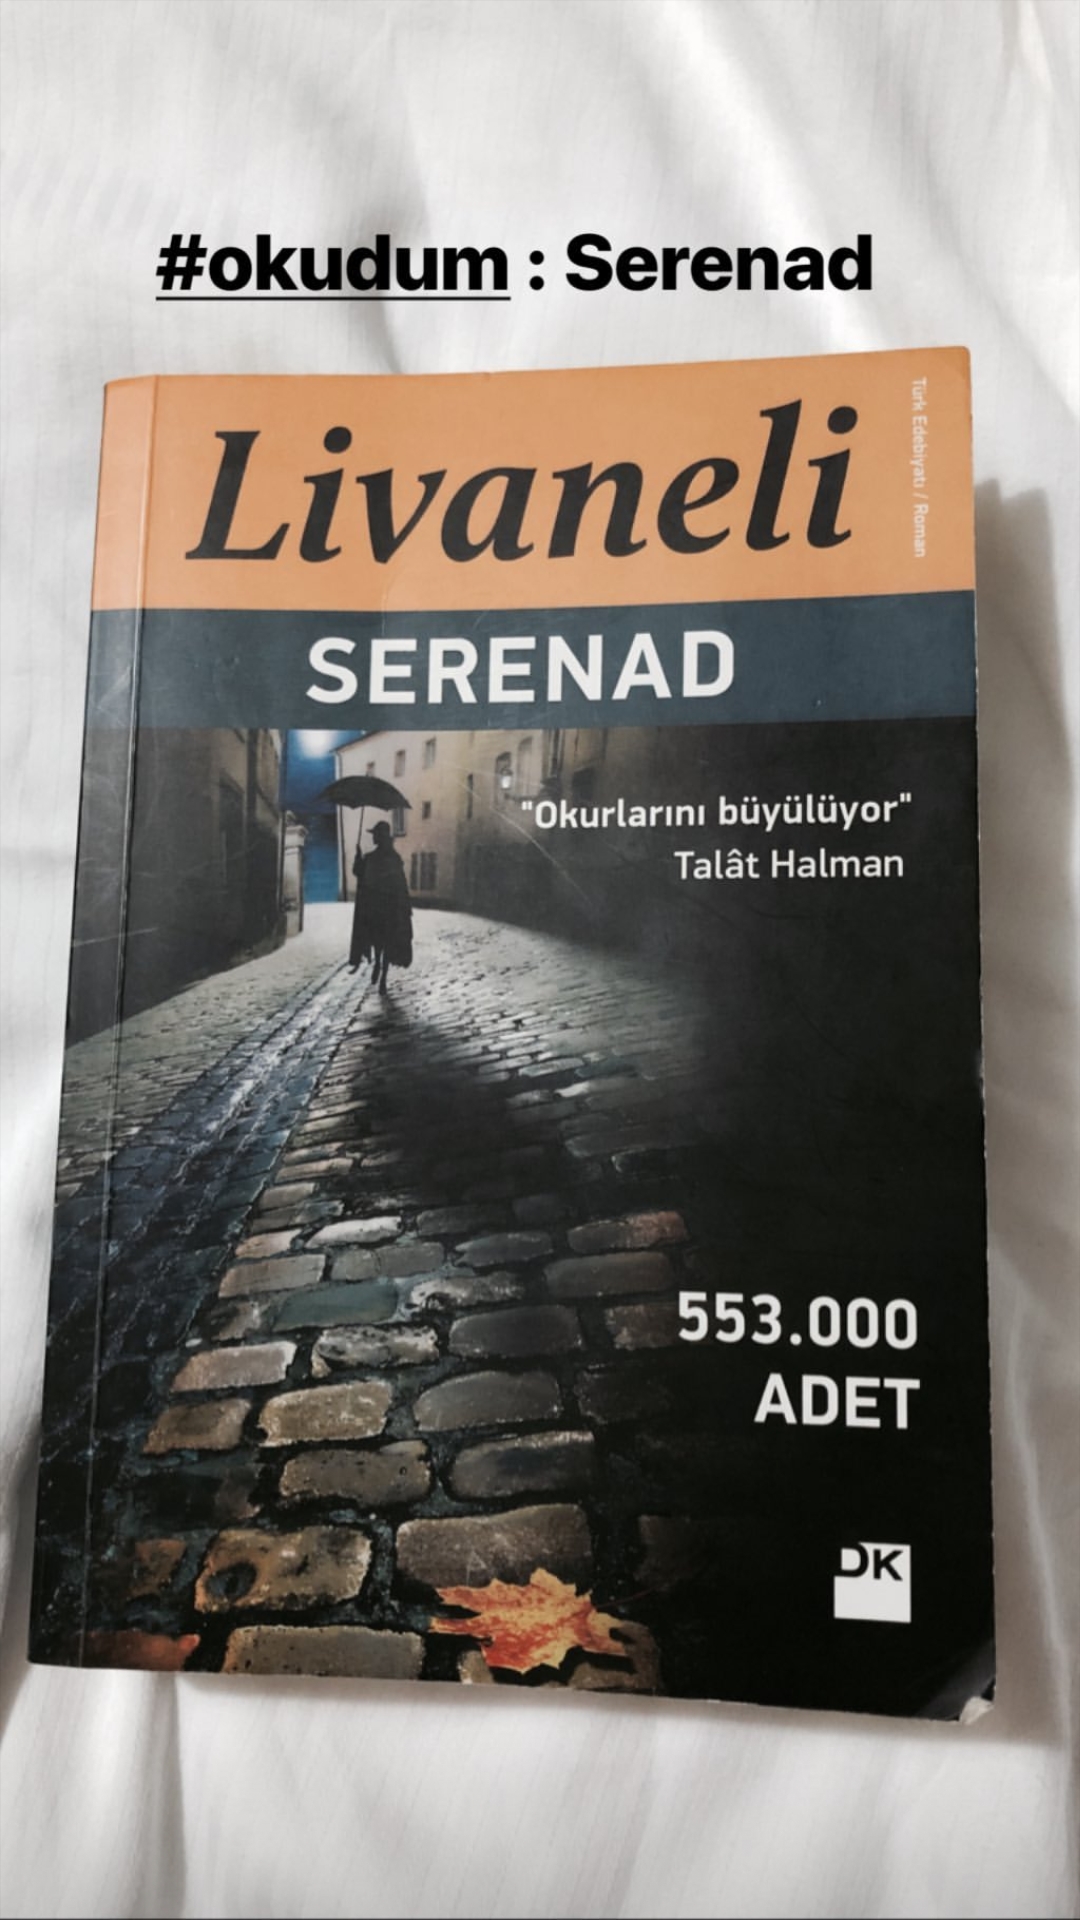 #okudum : Serenad
Livaneli
Türk Edebiyatı / Roman
SERENAD
"Okurlarını büyülüyor"
Talât Halman
553.000
ADET
DK